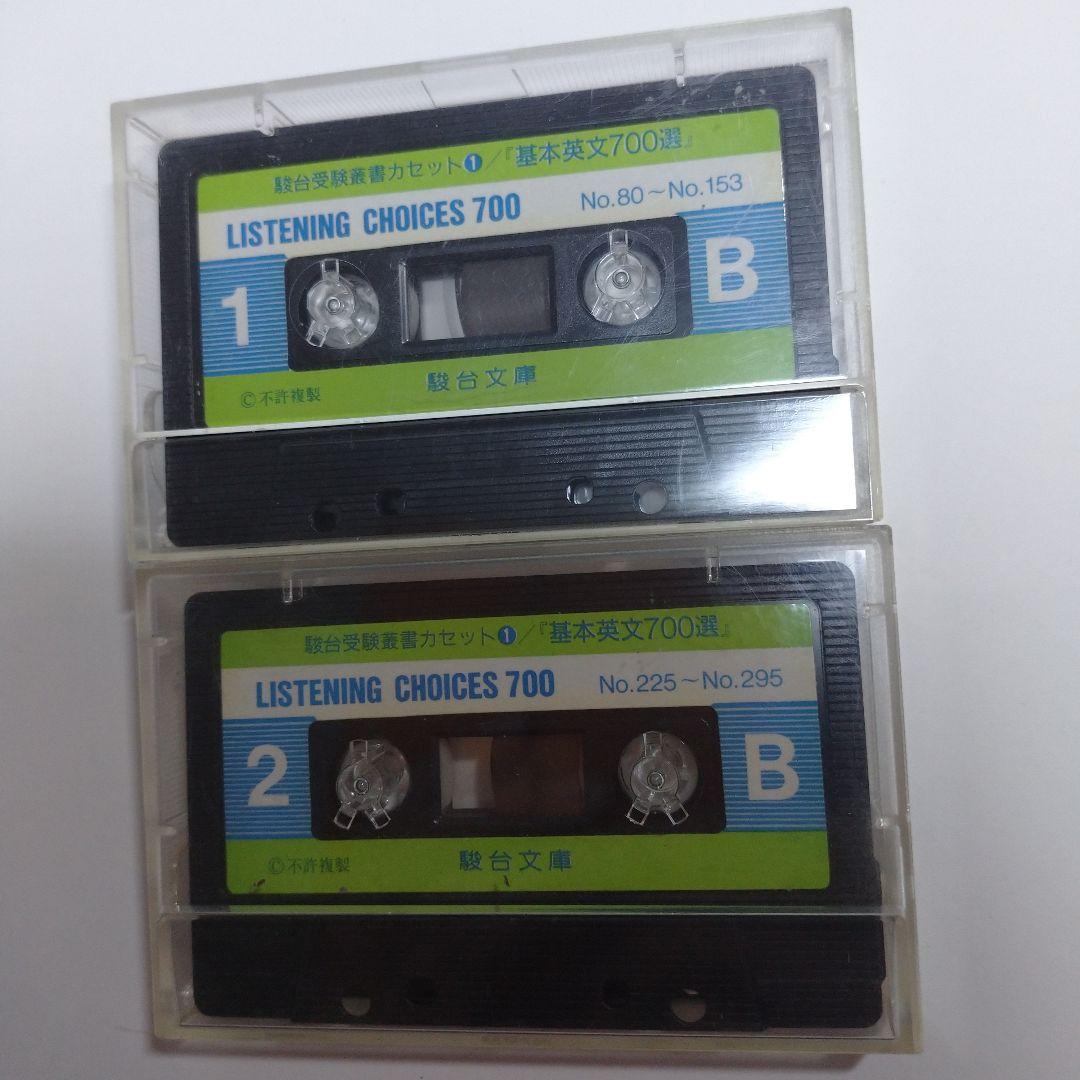 駿台受験叢書カセット❶/『基本英文700選』
LISTENING CHOICES 700 No.80～No.153
1 B
©不許複製 駿台文庫
駿台受験叢書カセット❶/『基本英文700選』
LISTENING CHOICES 700 No.225～No.295
2 B
©不許複製 駿台文庫